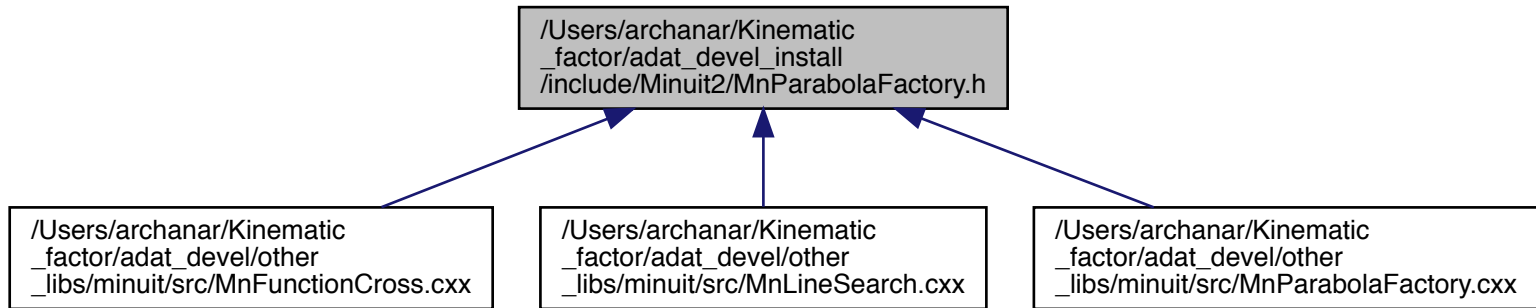 /Users/archanar/Kinematic
_factor/adat_devel_install
/include/Minuit2/MnParabolaFactory.h
/Users/archanar/Kinematic
_factor/adat_devel/other
_libs/minuit/src/MnFunctionCross.cxx
/Users/archanar/Kinematic
_factor/adat_devel/other
_libs/minuit/src/MnLineSearch.cxx
/Users/archanar/Kinematic
_factor/adat_devel/other
_libs/minuit/src/MnParabolaFactory.cxx